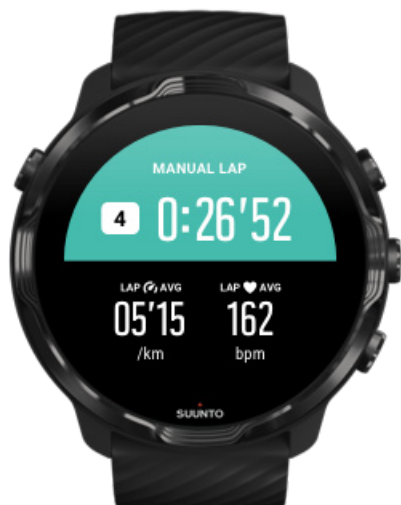 MANUAL LAP
4 0:26'52
LAP AVG LAP AVG
05'15 162
/km bpm
SUUNTO